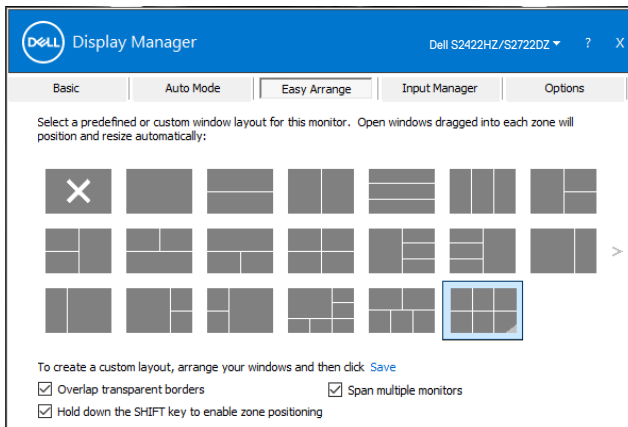 DELL Display Manager Dell S2422HZ/S2722DZ ? X
Basic Auto Mode Easy Arrange Input Manager Options
Select a predefined or custom window layout for this monitor. Open windows dragged into each zone will
position and resize automatically:
To create a custom layout, arrange your windows and then click Save
Overlap transparent borders Span multiple monitors
Hold down the SHIFT key to enable zone positioning